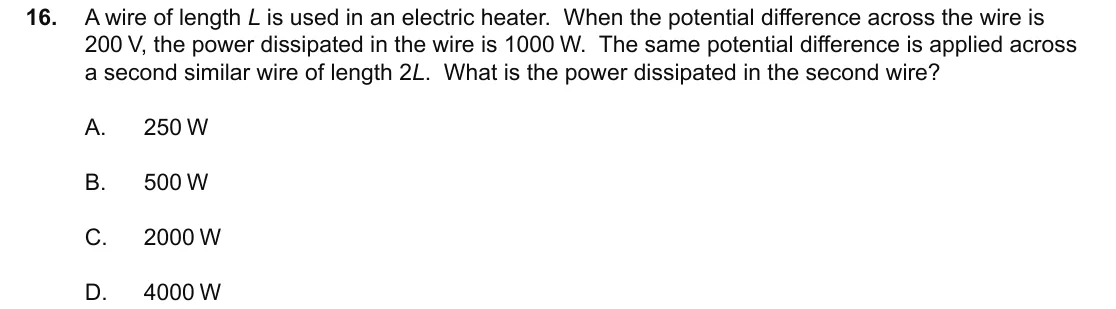 16. A wire of length L is used in an electric heater. When the potential difference across the wire is
200 V, the power dissipated in the wire is 1000 W. The same potential difference is applied across
a second similar wire of length 2L. What is the power dissipated in the second wire?
A. 250 W
B. 500 W
C. 2000 W
D. 4000 W